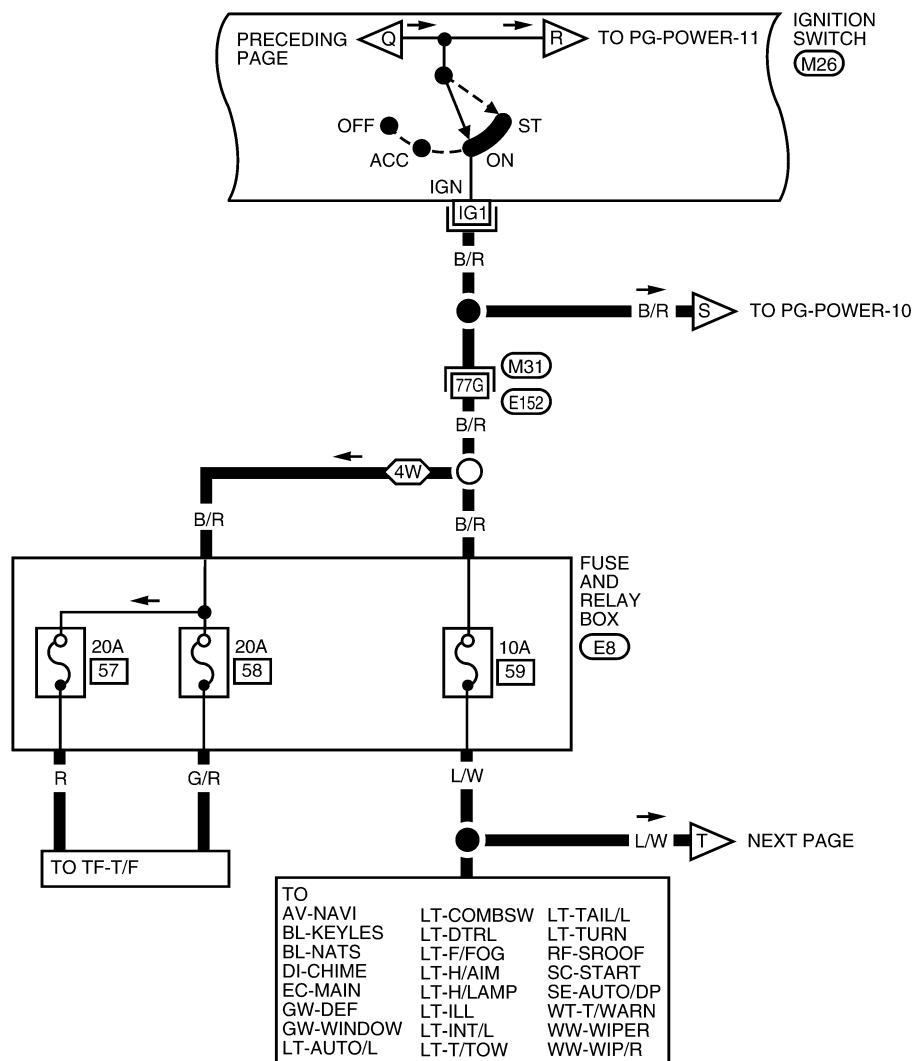 IGNITION
SWITCH
M26
PRECEDING
PAGE
Q
R
TO PG-POWER-11
OFF
ST
ACC
ON
IGN
IG1
B/R
B/R
S
TO PG-POWER-10
M31
77G
E152
B/R
4W
B/R
B/R
FUSE
AND
RELAY
BOX
E8
20A
57
20A
58
10A
59
R
G/R
L/W
L/W
T
NEXT PAGE
TO TF-T/F
TO
AV-NAVI
BL-KEYLES
BL-NATS
DI-CHIME
EC-MAIN
GW-DEF
GW-WINDOW
LT-AUTO/L
LT-COMBSW
LT-DTRL
LT-F/FOG
LT-H/AIM
LT-H/LAMP
LT-ILL
LT-INT/L
LT-T/TOW
LT-TAIL/L
LT-TURN
RF-SROOF
SC-START
SE-AUTO/DP
WT-T/WARN
WW-WIPER
WW-WIP/R